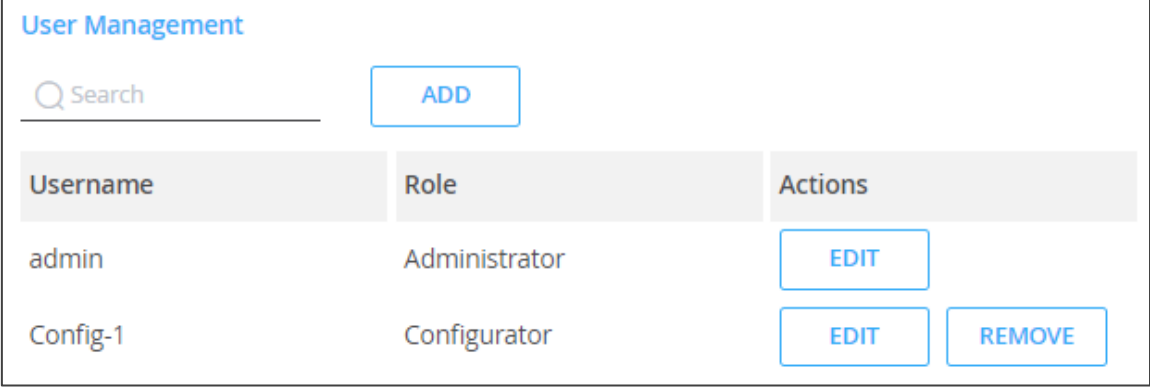 User Management
Search ADD
Username Role Actions
admin Administrator EDIT
Config-1 Configurator EDIT REMOVE